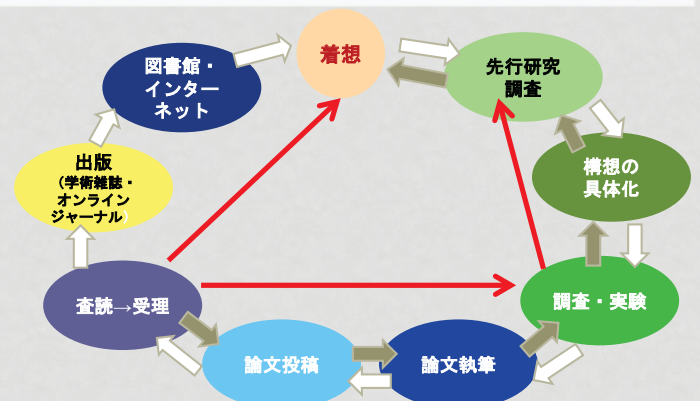 着想
図書館・
インター
ネット
先行研究
調査
出版
（学術雑誌・
オンライン
ジャーナル）
構想の
具体化
査読→受理
調査・実験
論文投稿
論文執筆